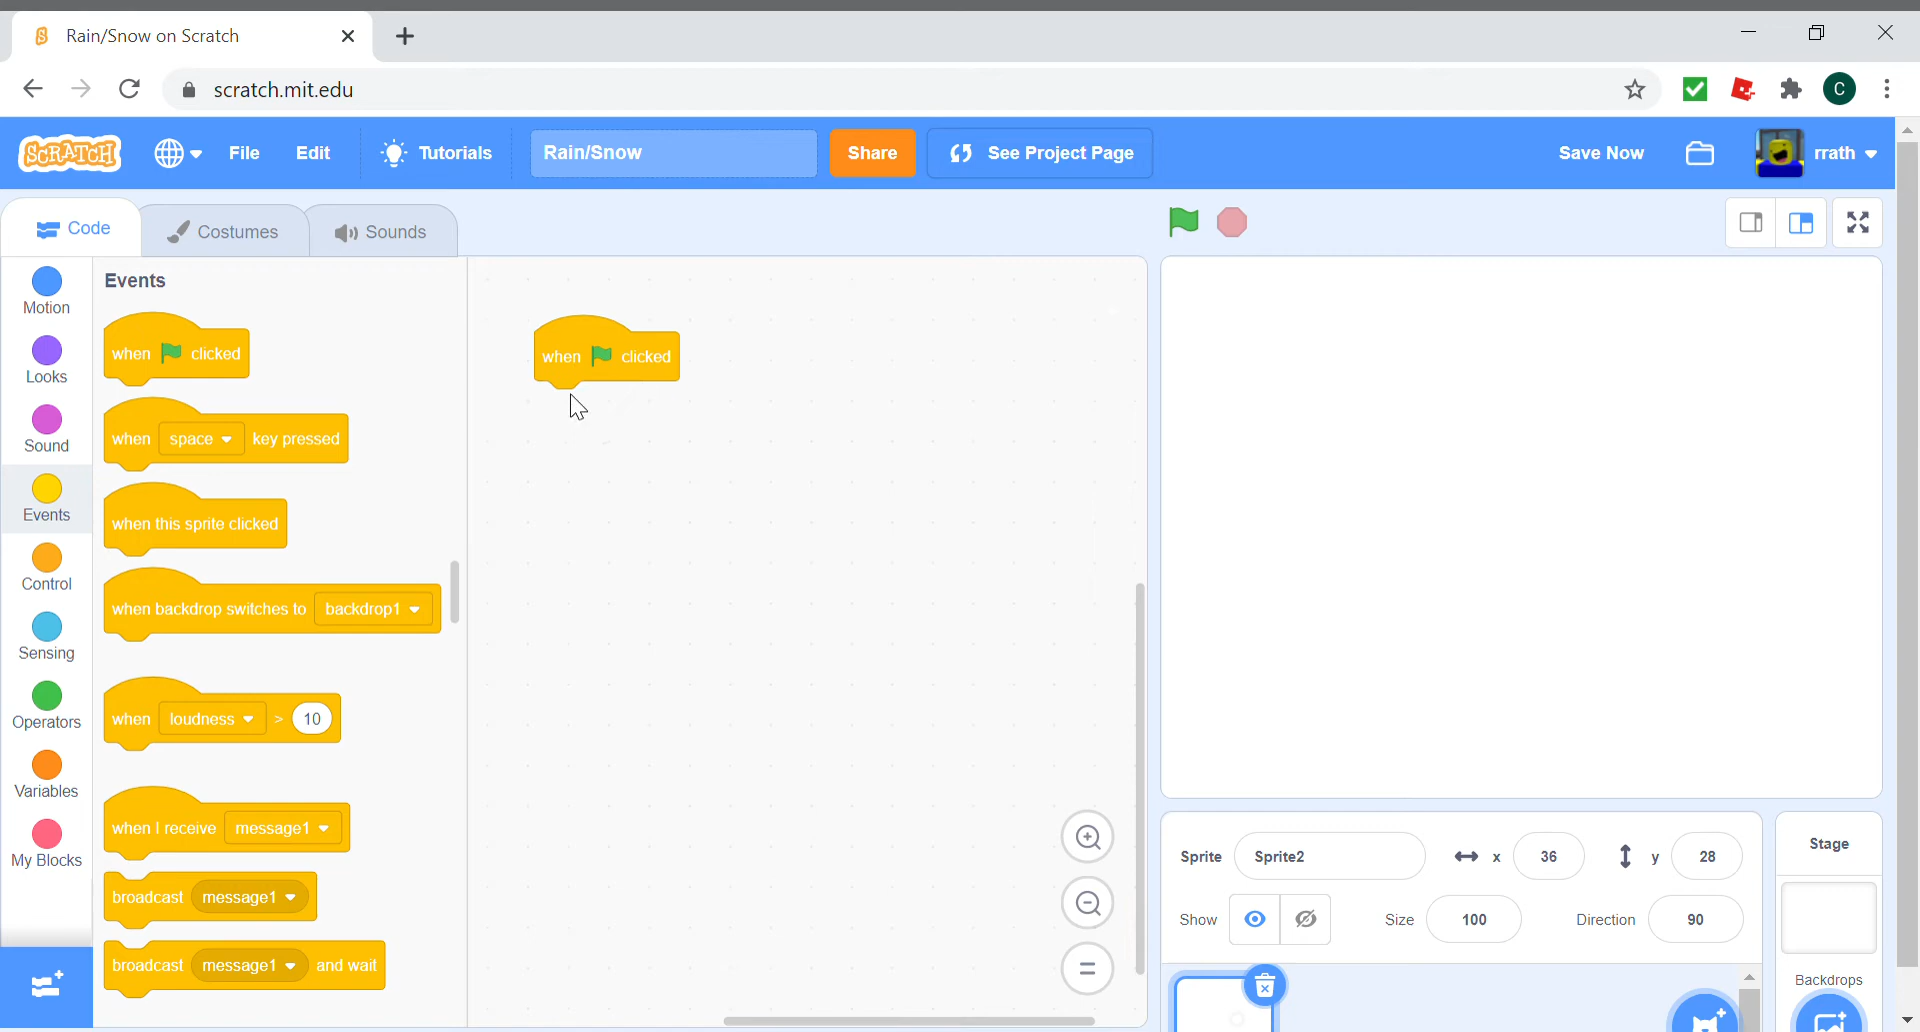 Rain/Snow on Scratch
scratch.mit.edu
C
SCRATCH File Edit Tutorials Rain/Snow Share See Project Page Save Now rrath
Code Costumes Sounds
Motion
Looks
Sound
Events
Control
Sensing
Operators
Variables
My Blocks
Events
when clicked
when space key pressed
when this sprite clicked
when backdrop switches to backdrop1
when loudness > 10
when I receive message1
broadcast message1
broadcast message1 and wait
when clicked
Sprite Sprite2 x 36 y 28
Show Size 100 Direction 90
Stage
Backdrops